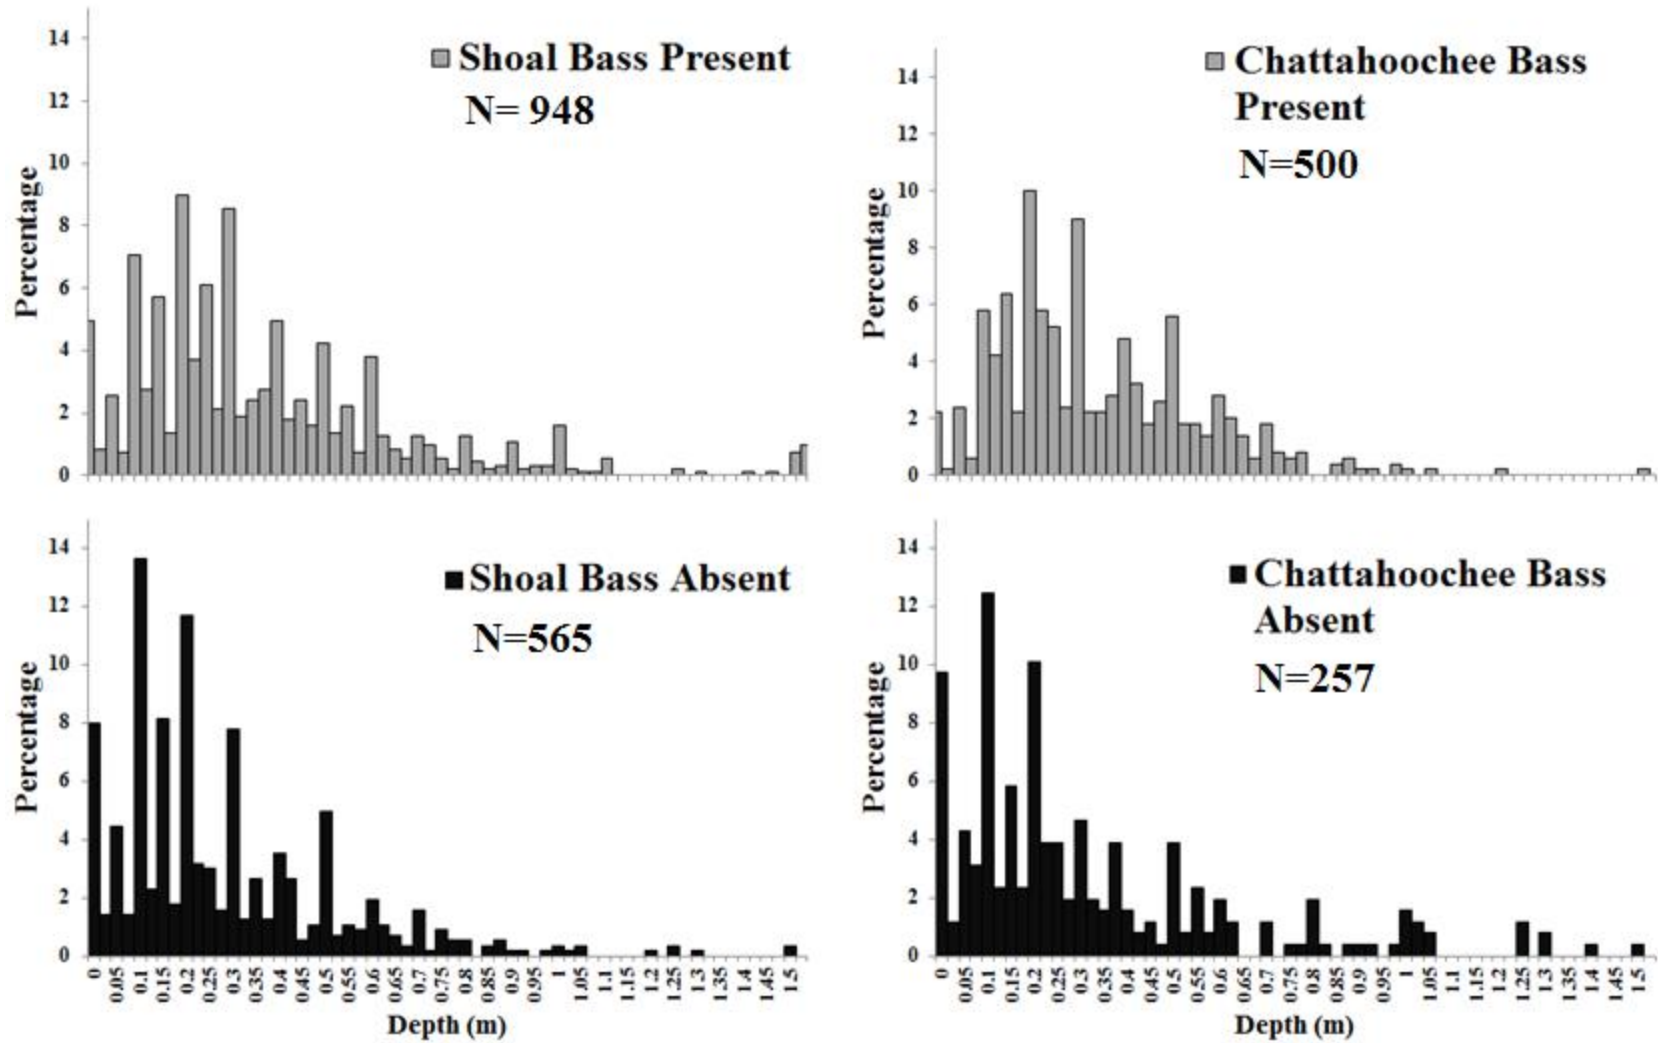 14
12
10
8
6
4
2
0
Percentage
Shoal Bass Present
N= 948
14
12
10
8
6
4
2
0
Percentage
Chattahoochee Bass
Present
N=500
14
12
10
8
6
4
2
0
Percentage
Shoal Bass Absent
N=565
0 0.05 0.1 0.15 0.2 0.25 0.3 0.35 0.4 0.45 0.5 0.55 0.6 0.65 0.7 0.75 0.8 0.85 0.9 0.95 1 1.05 1.1 1.15 1.2 1.25 1.3 1.35 1.4 1.45 1.5
Depth (m)
14
12
10
8
6
4
2
0
Percentage
Chattahoochee Bass
Absent
N=257
0 0.05 0.1 0.15 0.2 0.25 0.3 0.35 0.4 0.45 0.5 0.55 0.6 0.65 0.7 0.75 0.8 0.85 0.9 0.95 1 1.05 1.1 1.15 1.2 1.25 1.3 1.35 1.4 1.45 1.5
Depth (m)